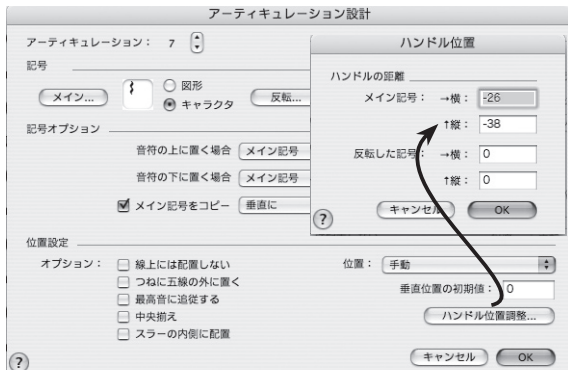 アーティキュレーション設計
アーティキュレーション： 7
記号
メイン...
図形
キャラクタ
反転...
記号オプション
音符の上に置く場合 メイン記号
音符の下に置く場合 メイン記号
メイン記号をコピー 垂直に
位置設定
オプション： 線上には配置しない
つねに五線の外に置く
最高音に追従する
中央揃え
スラーの内側に配置
位置： 手動
垂直位置の初期値： 0
ハンドル位置調整...
? キャンセル OK
ハンドル位置
ハンドルの距離
メイン記号： →横： -26
↑縦： -38
反転した記号： →横： 0
↑縦： 0
? キャンセル OK